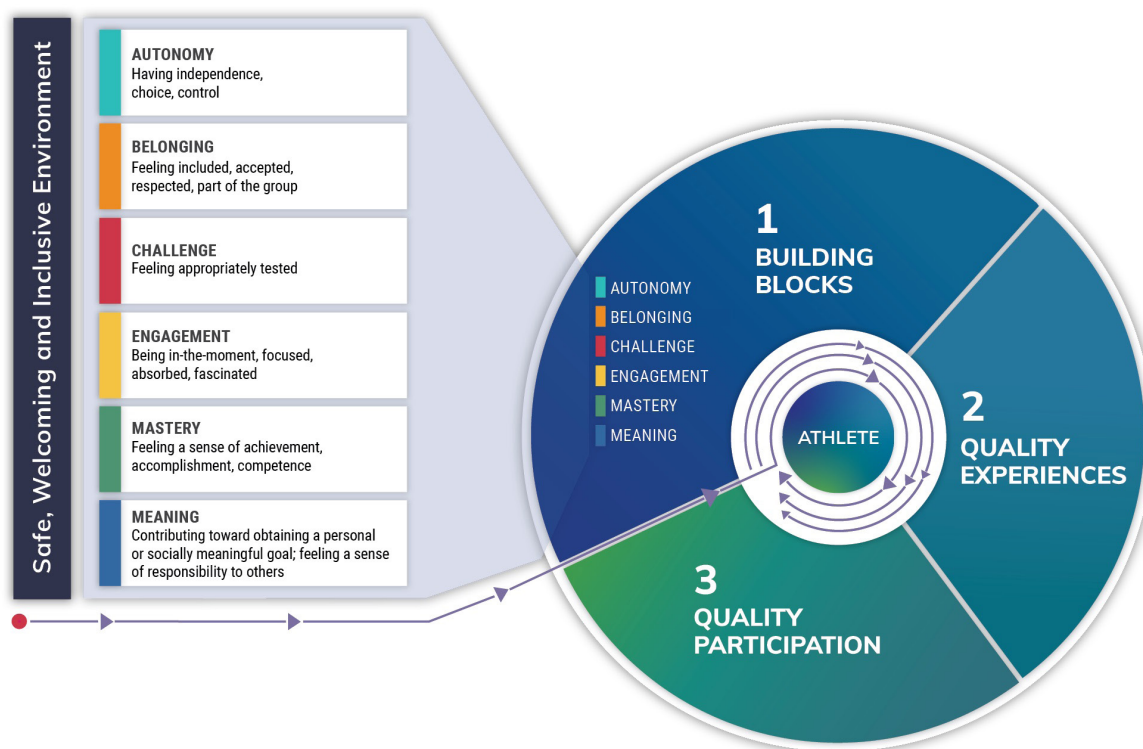 Safe, Welcoming and Inclusive Environment
AUTONOMY
Having independence,
choice, control
BELONGING
Feeling included, accepted,
respected, part of the group
CHALLENGE
Feeling appropriately tested
ENGAGEMENT
Being in-the-moment, focused,
absorbed, fascinated
MASTERY
Feeling a sense of achievement,
accomplishment, competence
MEANING
Contributing toward obtaining a personal
or socially meaningful goal; feeling a sense
of responsibility to others
1
BUILDING
BLOCKS
AUTONOMY
BELONGING
CHALLENGE
ENGAGEMENT
MASTERY
MEANING
ATHLETE
2
QUALITY
EXPERIENCES
3
QUALITY
PARTICIPATION